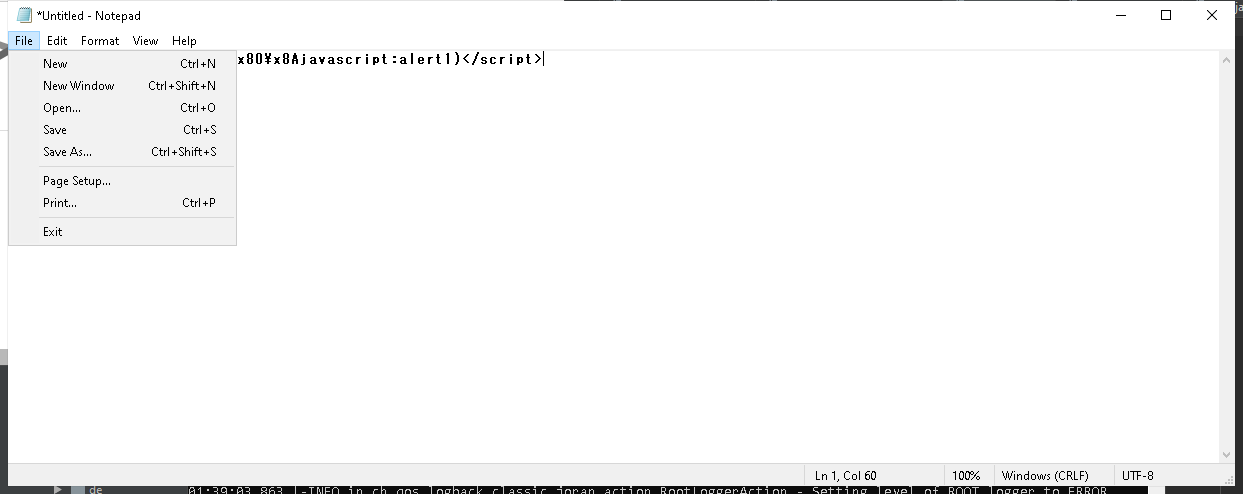 *Untitled - Notepad
File Edit Format View Help
x80¥x8Ajavascript:alert1)</script>
New Ctrl+N
New Window Ctrl+Shift+N
Open... Ctrl+O
Save Ctrl+S
Save As... Ctrl+Shift+S
Page Setup...
Print... Ctrl+P
Exit
Ln 1, Col 60 100% Windows (CRLF) UTF-8
de 01:39:03,863 |-INFO in ch.qos.logback.classic.joran.action.RootLoggerAction - Setting level of ROOT logger to ERROR